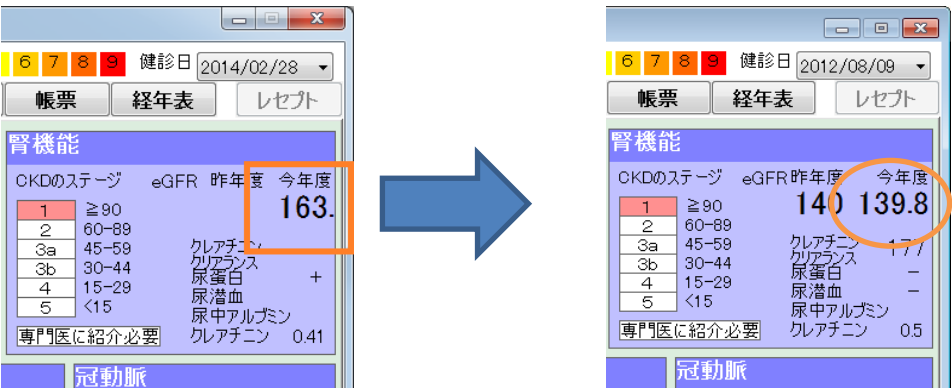 6 7 8 9 健診日 2014/02/28
帳票 経年表 レセプト
腎機能
CKDのステージ eGFR 昨年度 今年度
1 ≧90 163.
2 60-89
3a 45-59 クレアチニン
クリアランス
3b 30-44 尿蛋白 +
4 15-29 尿潜血
5 <15 尿中アルブミン
専門医に紹介必要 クレアチニン 0.41
冠動脈
6 7 8 9 健診日 2012/08/09
帳票 経年表 レセプト
腎機能
CKDのステージ eGFR 昨年度 今年度
1 ≧90 140 139.8
2 60-89
3a 45-59 クレアチニン 177
クリアランス
3b 30-44 尿蛋白 -
4 15-29 尿潜血 -
5 <15 尿中アルブミン
専門医に紹介必要 クレアチニン 0.5
冠動脈